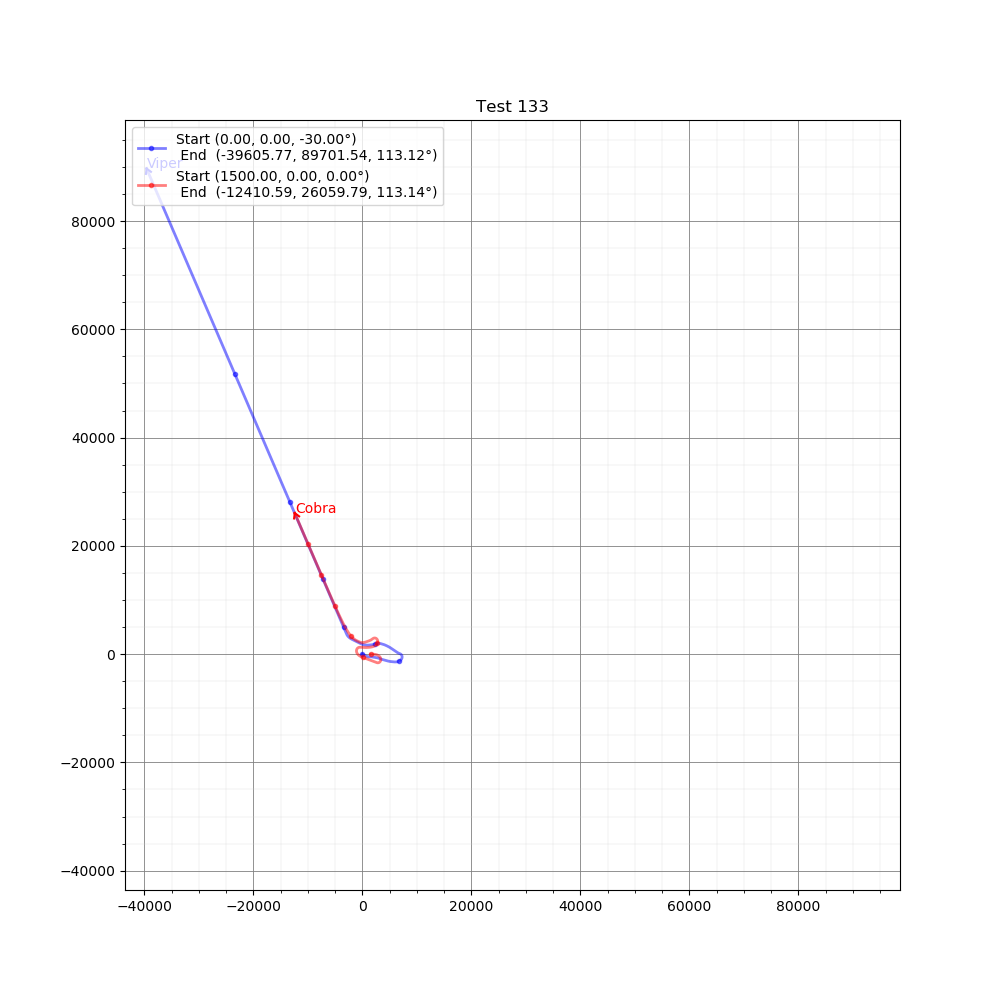 Test 133
Start (0.00, 0.00, -30.00°)
End  (-39605.77, 89701.54, 113.12°)
Start (1500.00, 0.00, 0.00°)
End  (-12410.59, 26059.79, 113.14°)
Viper
Cobra
80000
60000
40000
20000
0
−20000
−40000
−40000 −20000 0 20000 40000 60000 80000